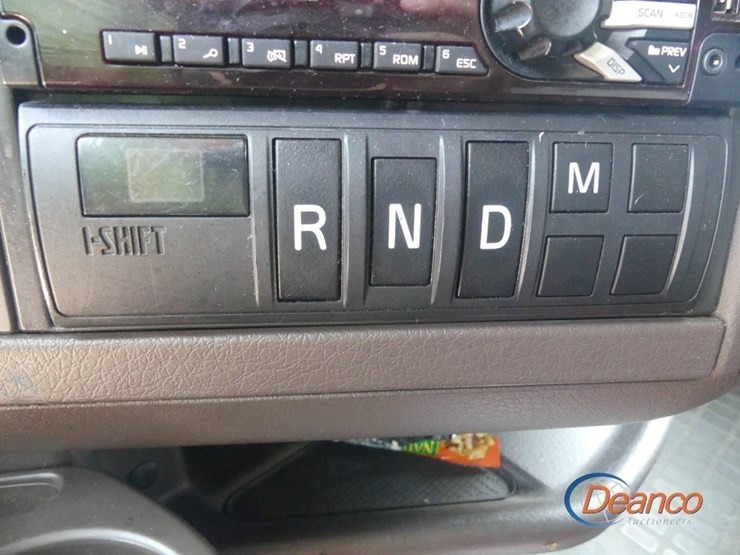 SCAN
1 2 3 4 RPT 5 RDM 6 ESC
DISP
PREV
I-SHIFT
R N D M
Deanco
Auctioneers